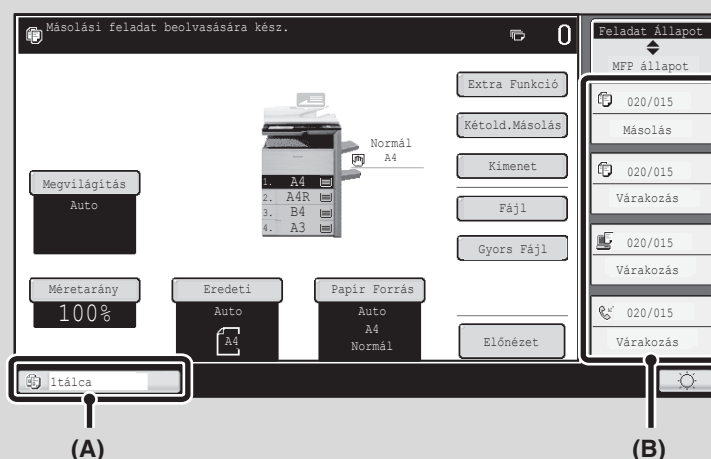 Másolási feladat beolvasására kész.
0
Feladat Állapot
MFP állapot
020/015
Másolás
020/015
Várakozás
020/015
Várakozás
020/015
Várakozás
Extra Funkció
Kétold.Másolás
Kimenet
Fájl
Gyors Fájl
Előnézet
Normál
A4
1. A4
2. A4R
3. B4
4. A3
Megvilágítás
Auto
Méretarány
100%
Eredeti
Auto
A4
Papír Forrás
Auto
A4
Normál
1tálca
(A)
(B)